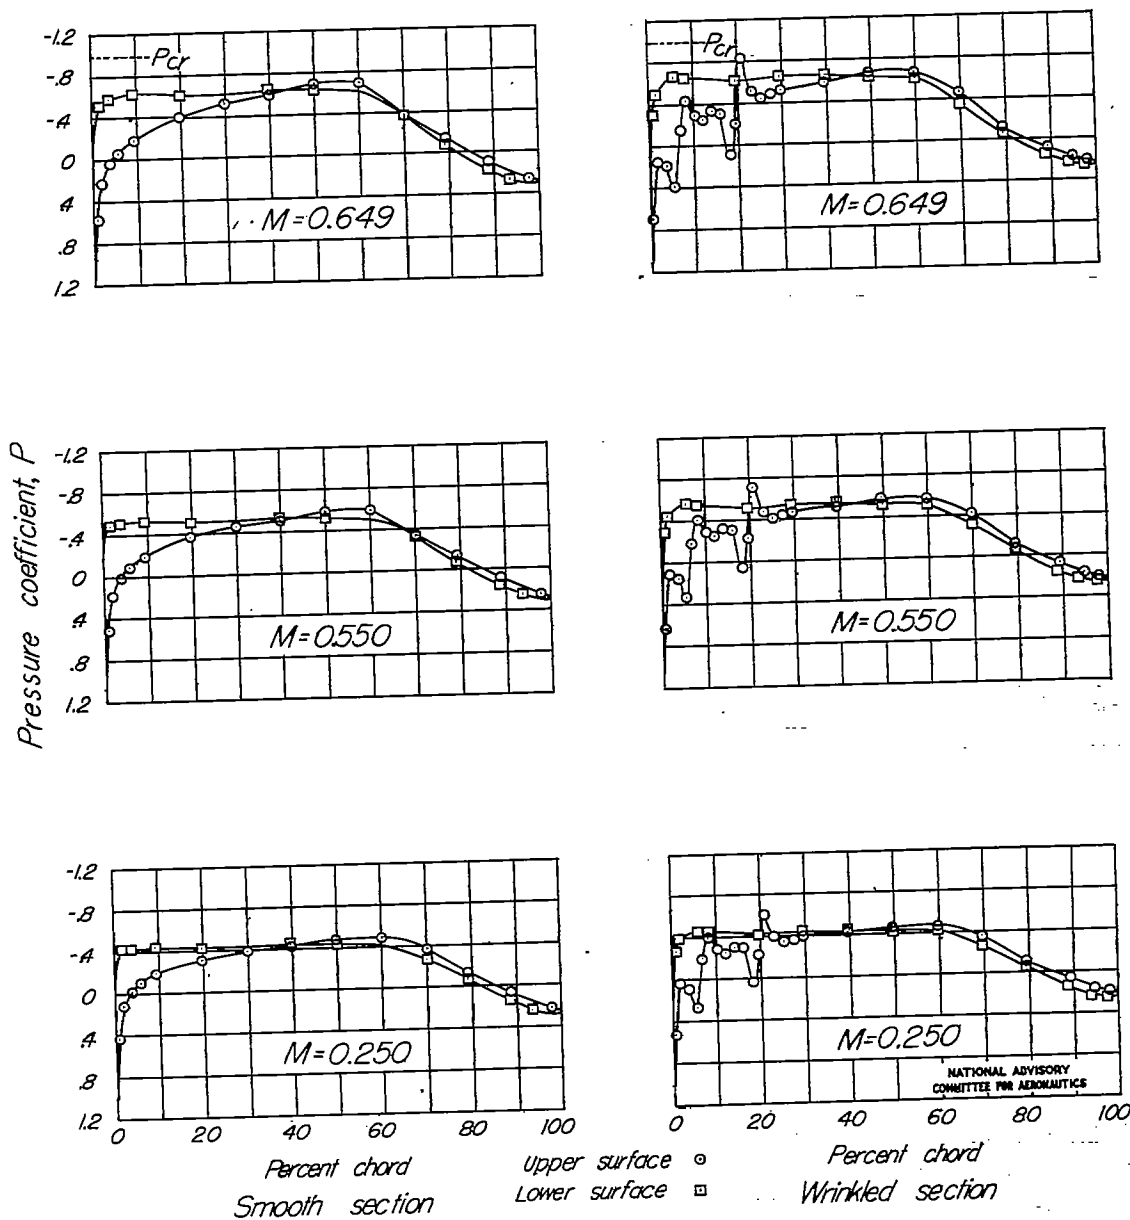 -1.2
-.8
-.4
0
.4
.8
1.2
Pcr
M=0.649
Pcr
M=0.649
Pressure coefficient, P
-1.2
-.8
-.4
0
.4
.8
1.2
M=0.550
M=0.550
-1.2
-.8
-.4
0
.4
.8
1.2
M=0.250
M=0.250
NATIONAL ADVISORY
COMMITTEE FOR AERONAUTICS
0 20 40 60 80 100
0 20 40 60 80 100
Percent chord
Smooth section
Upper surface
Lower surface
Percent chord
Wrinkled section